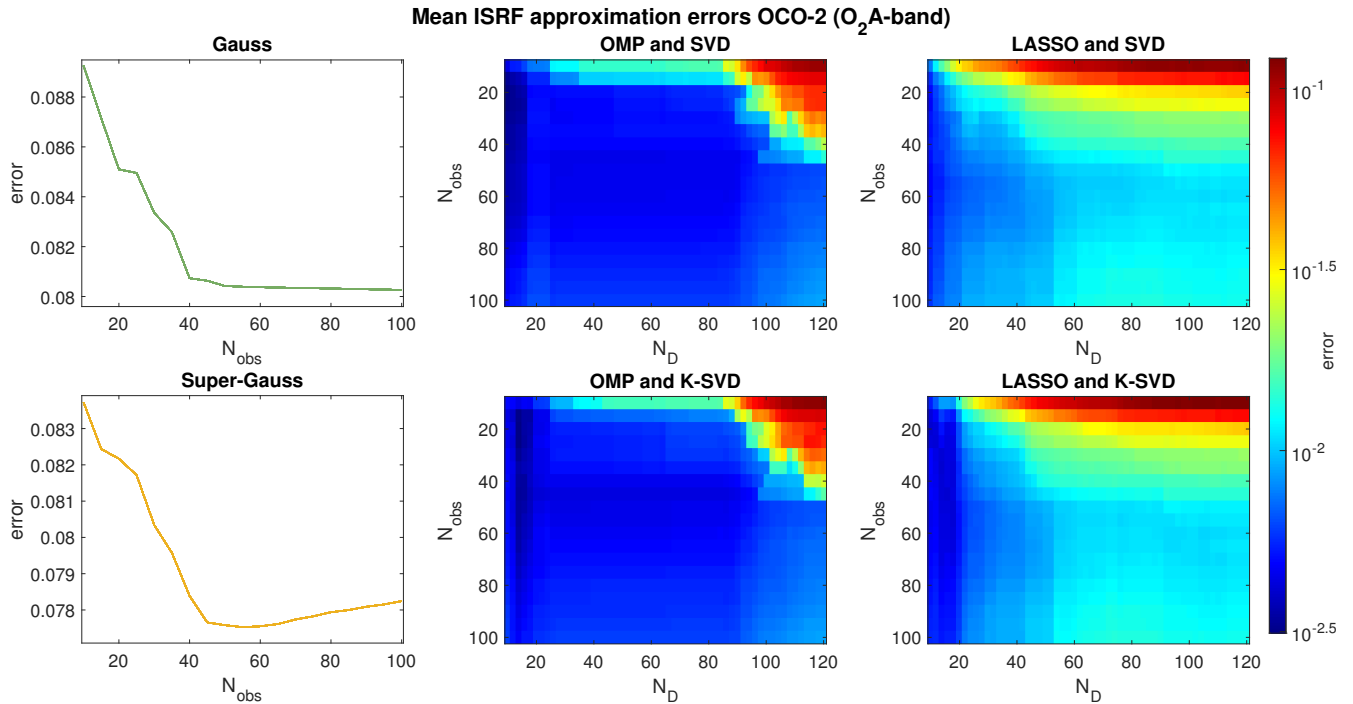 Mean ISRF approximation errors OCO-2 (O2A-band)
Gauss
0.088
0.086
0.084
0.082
0.08
error
20 40 60 80 100
Nobs
OMP and SVD
20
40
60
80
100
Nobs
20 40 60 80 100 120
ND
LASSO and SVD
20
40
60
80
100
Nobs
20 40 60 80 100 120
ND
Super-Gauss
0.083
0.082
0.081
0.08
0.079
0.078
error
20 40 60 80 100
Nobs
OMP and K-SVD
20
40
60
80
100
Nobs
20 40 60 80 100 120
ND
LASSO and K-SVD
20
40
60
80
100
Nobs
20 40 60 80 100 120
ND
10-1
10-1.5
10-2
10-2.5
error